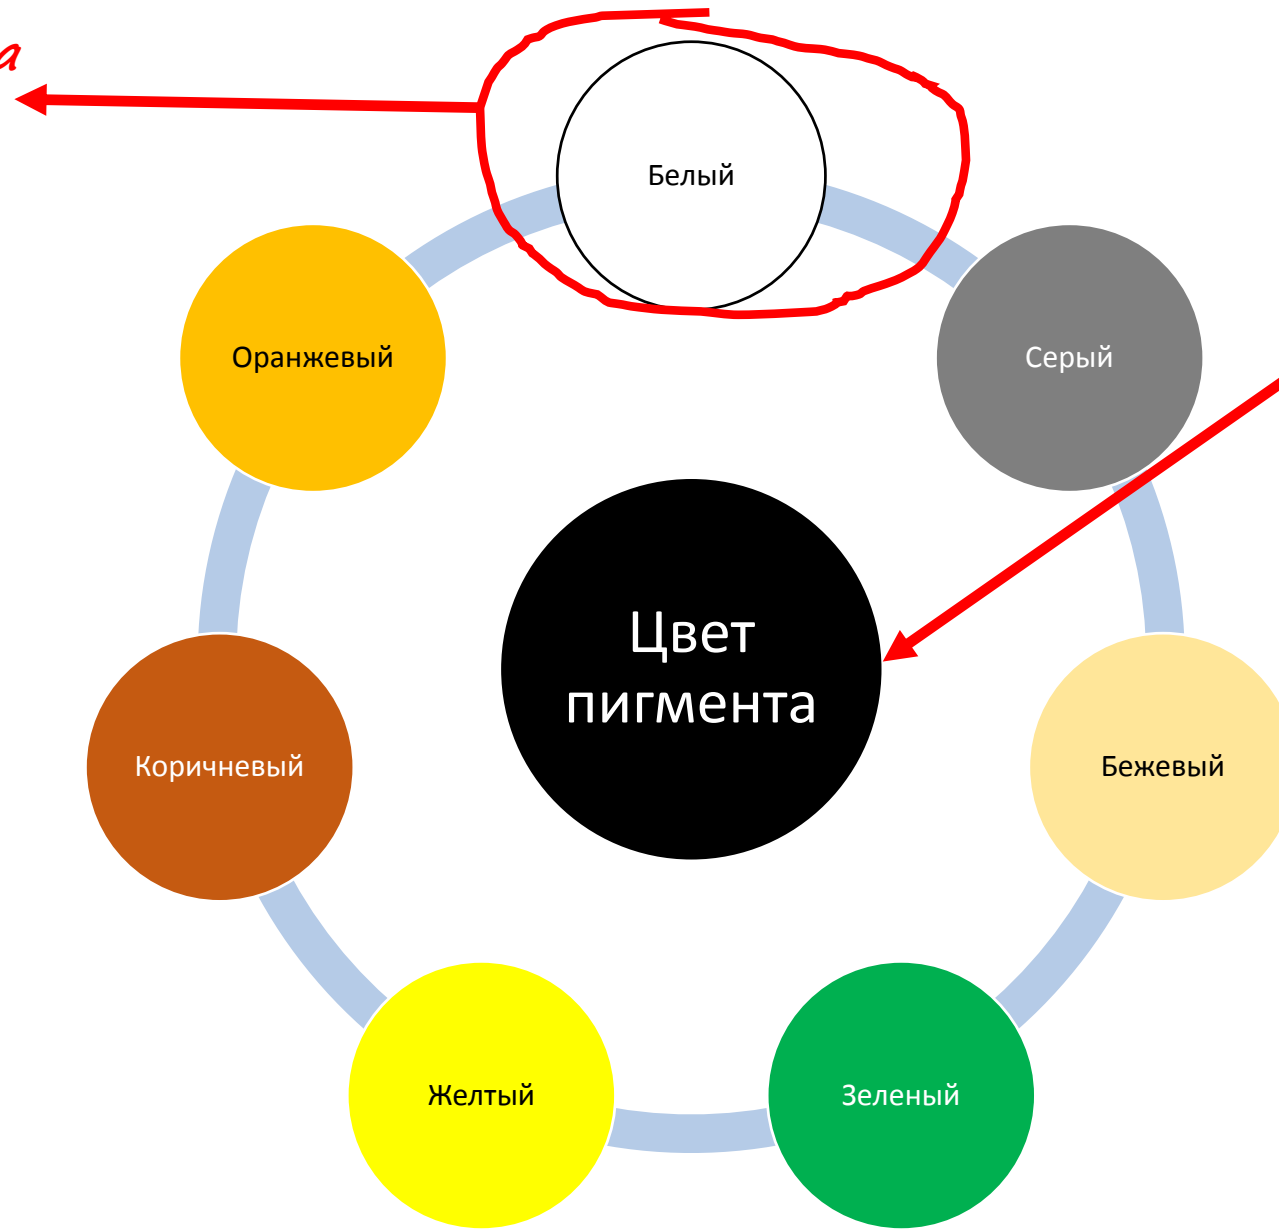 Белый
Оранжевый
Серый
Цвет
пигмента
Коричневый
Бежевый
Желтый
Зеленый